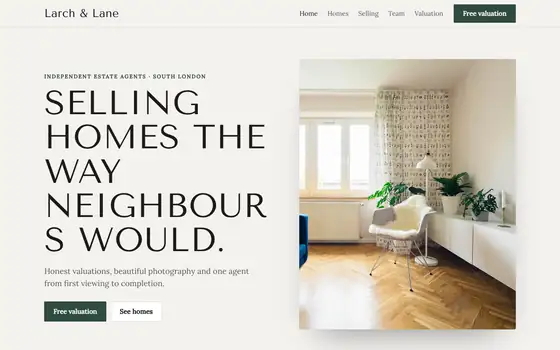 Larch & Lane
Home Homes Selling Team Valuation Free valuation
INDEPENDENT ESTATE AGENTS · SOUTH LONDON
SELLING
HOMES THE
WAY
NEIGHBOUR
S WOULD.
Honest valuations, beautiful photography and one agent
from first viewing to completion.
Free valuation See homes